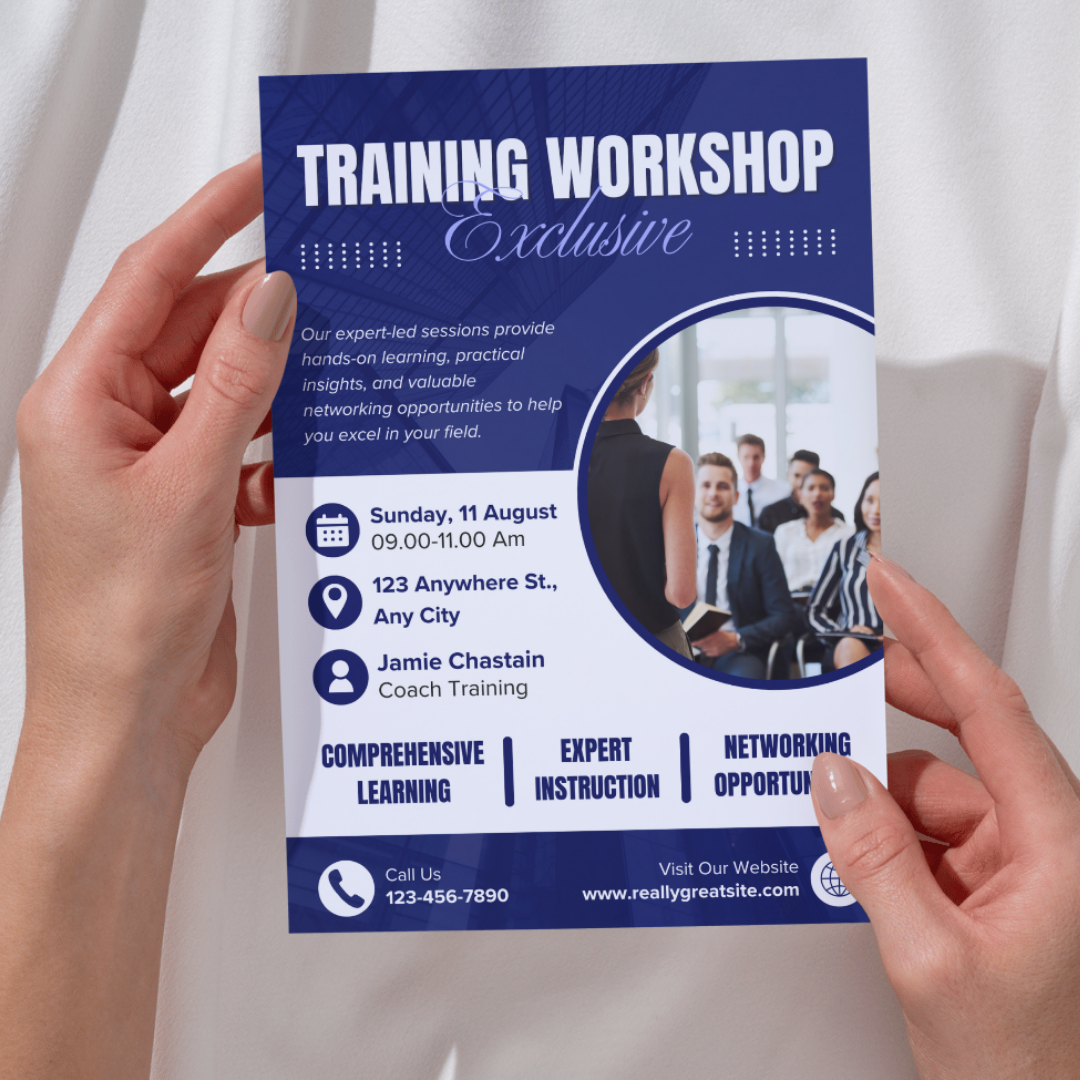 TRAINING WORKSHOP
Exclusive
Our expert-led sessions provide
hands-on learning, practical
insights, and valuable
networking opportunities to help
you excel in your field.
Sunday, 11 August
09.00-11.00 Am
123 Anywhere St.,
Any City
Jamie Chastain
Coach Training
COMPREHENSIVE
LEARNING
EXPERT
INSTRUCTION
NETWORKING
Call Us
123-456-7890
Visit Our Website
www.reallygreatsite.com